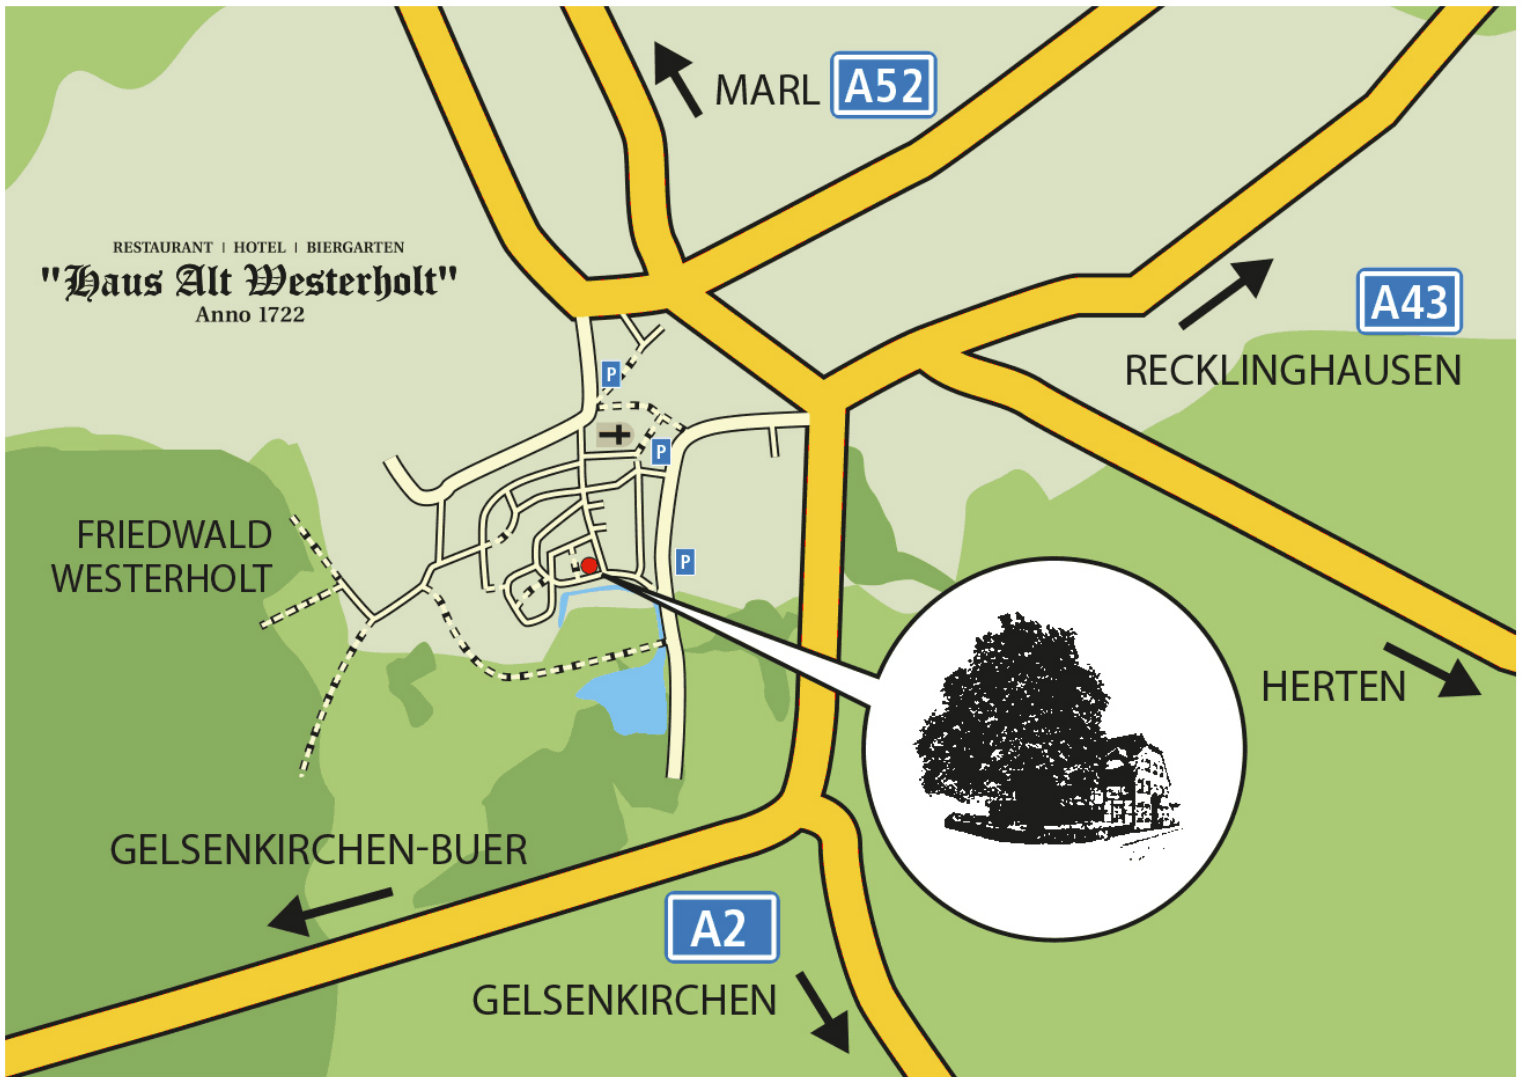 MARL A52
RESTAURANT | HOTEL | BIERGARTEN
"Haus Alt Westerholt"
Anno 1722
A43
RECKLINGHAUSEN
P
P
FRIEDWALD
WESTERHOLT
P
HERTEN
GELSENKIRCHEN-BUER
A2
GELSENKIRCHEN